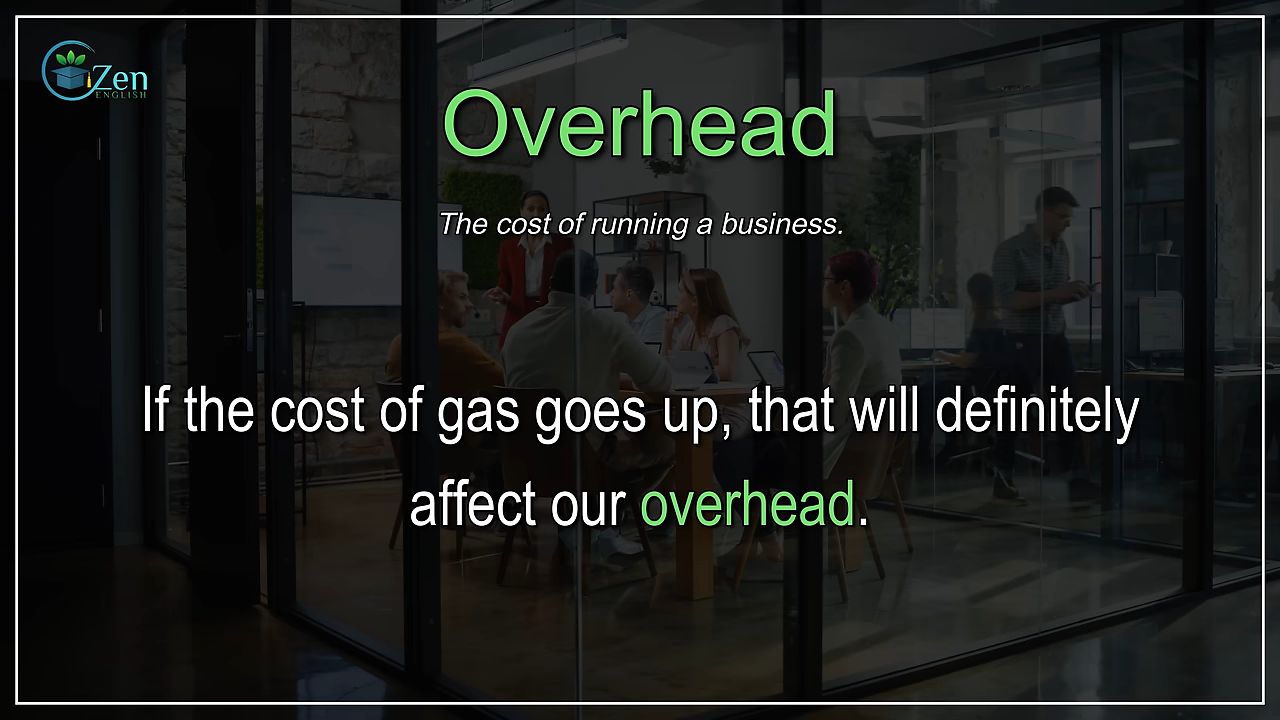 Zen
ENGLISH
Overhead
The cost of running a business.
If the cost of gas goes up, that will definitely
affect our overhead.